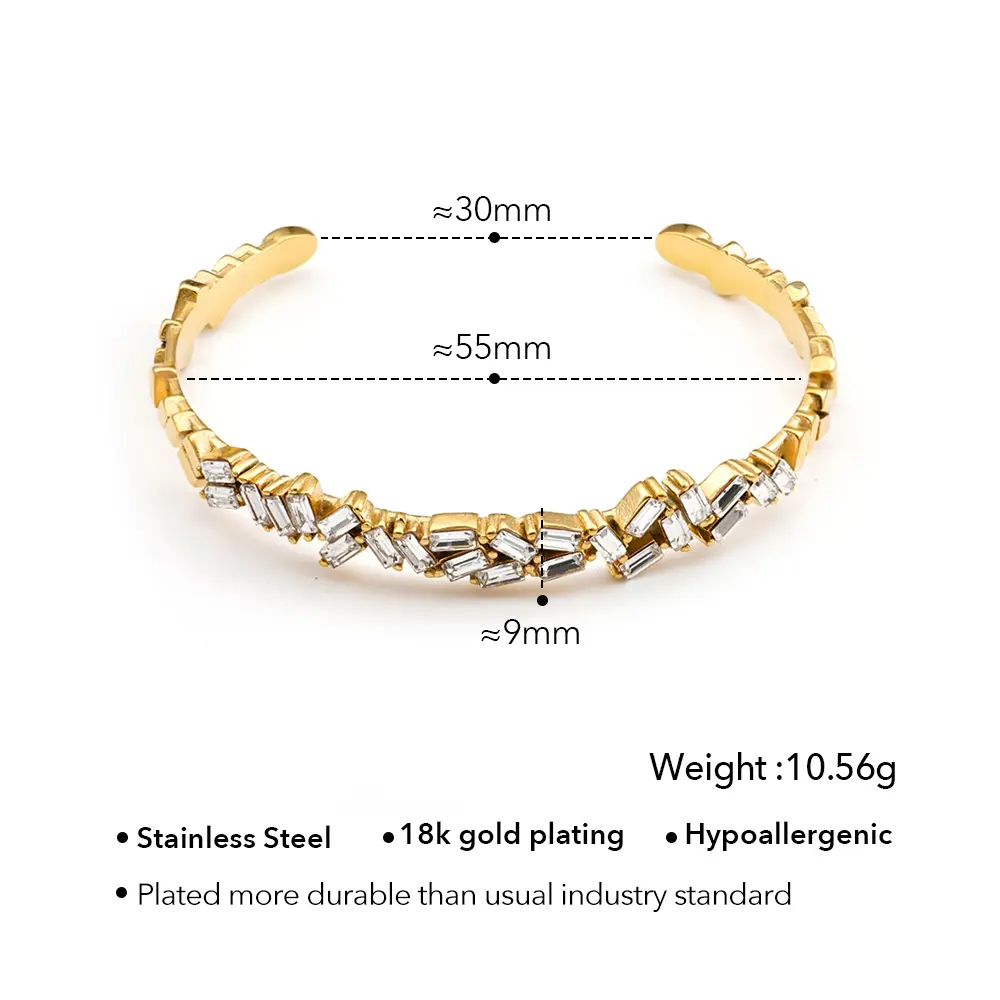 ≈30mm
≈55mm
≈9mm
Weight :10.56g
• Stainless Steel • 18k gold plating • Hypoallergenic
• Plated more durable than usual industry standard